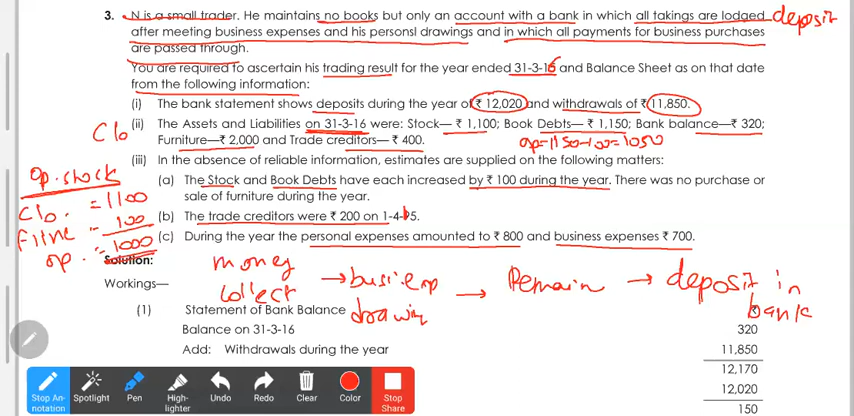 3. N is a small trader. He maintains no books but only an account with a bank in which all takings are lodged deposit
after meeting business expenses and his personsl drawings and in which all payments for business purchases
are passed through.
You are required to ascertain his trading result for the year ended 31-3-16 and Balance Sheet as on that date
from the following information:
(i) The bank statement shows deposits during the year of ₹ 12,020 and withdrawals of ₹ 11,850.
Clo (ii) The Assets and Liabilities on 31-3-16 were: Stock— ₹ 1,100; Book Debts— ₹ 1,150; Bank balance— ₹ 320;
Furniture— ₹ 2,000 and Trade creditors— ₹ 400. op=1150-100=1050
(iii) In the absence of reliable information, estimates are supplied on the following matters:
op. stock (a) The Stock and Book Debts have each increased by ₹ 100 during the year. There was no purchase or
Clo. = 1100 sale of furniture during the year.
= 100 (b) The trade creditors were ₹ 200 on 1-4-15.
op. = 1000 (c) During the year the personal expenses amounted to ₹ 800 and business expenses ₹ 700.
Solution:
money collect → busi exp drawing → Remain → deposit in bank
Workings—
(1) Statement of Bank Balance
Balance on 31-3-16 320
Add: Withdrawals during the year 11,850
12,170
12,020
150
Stop An-notation Spotlight Pen High-lighter Undo Redo Clear Color Stop Share